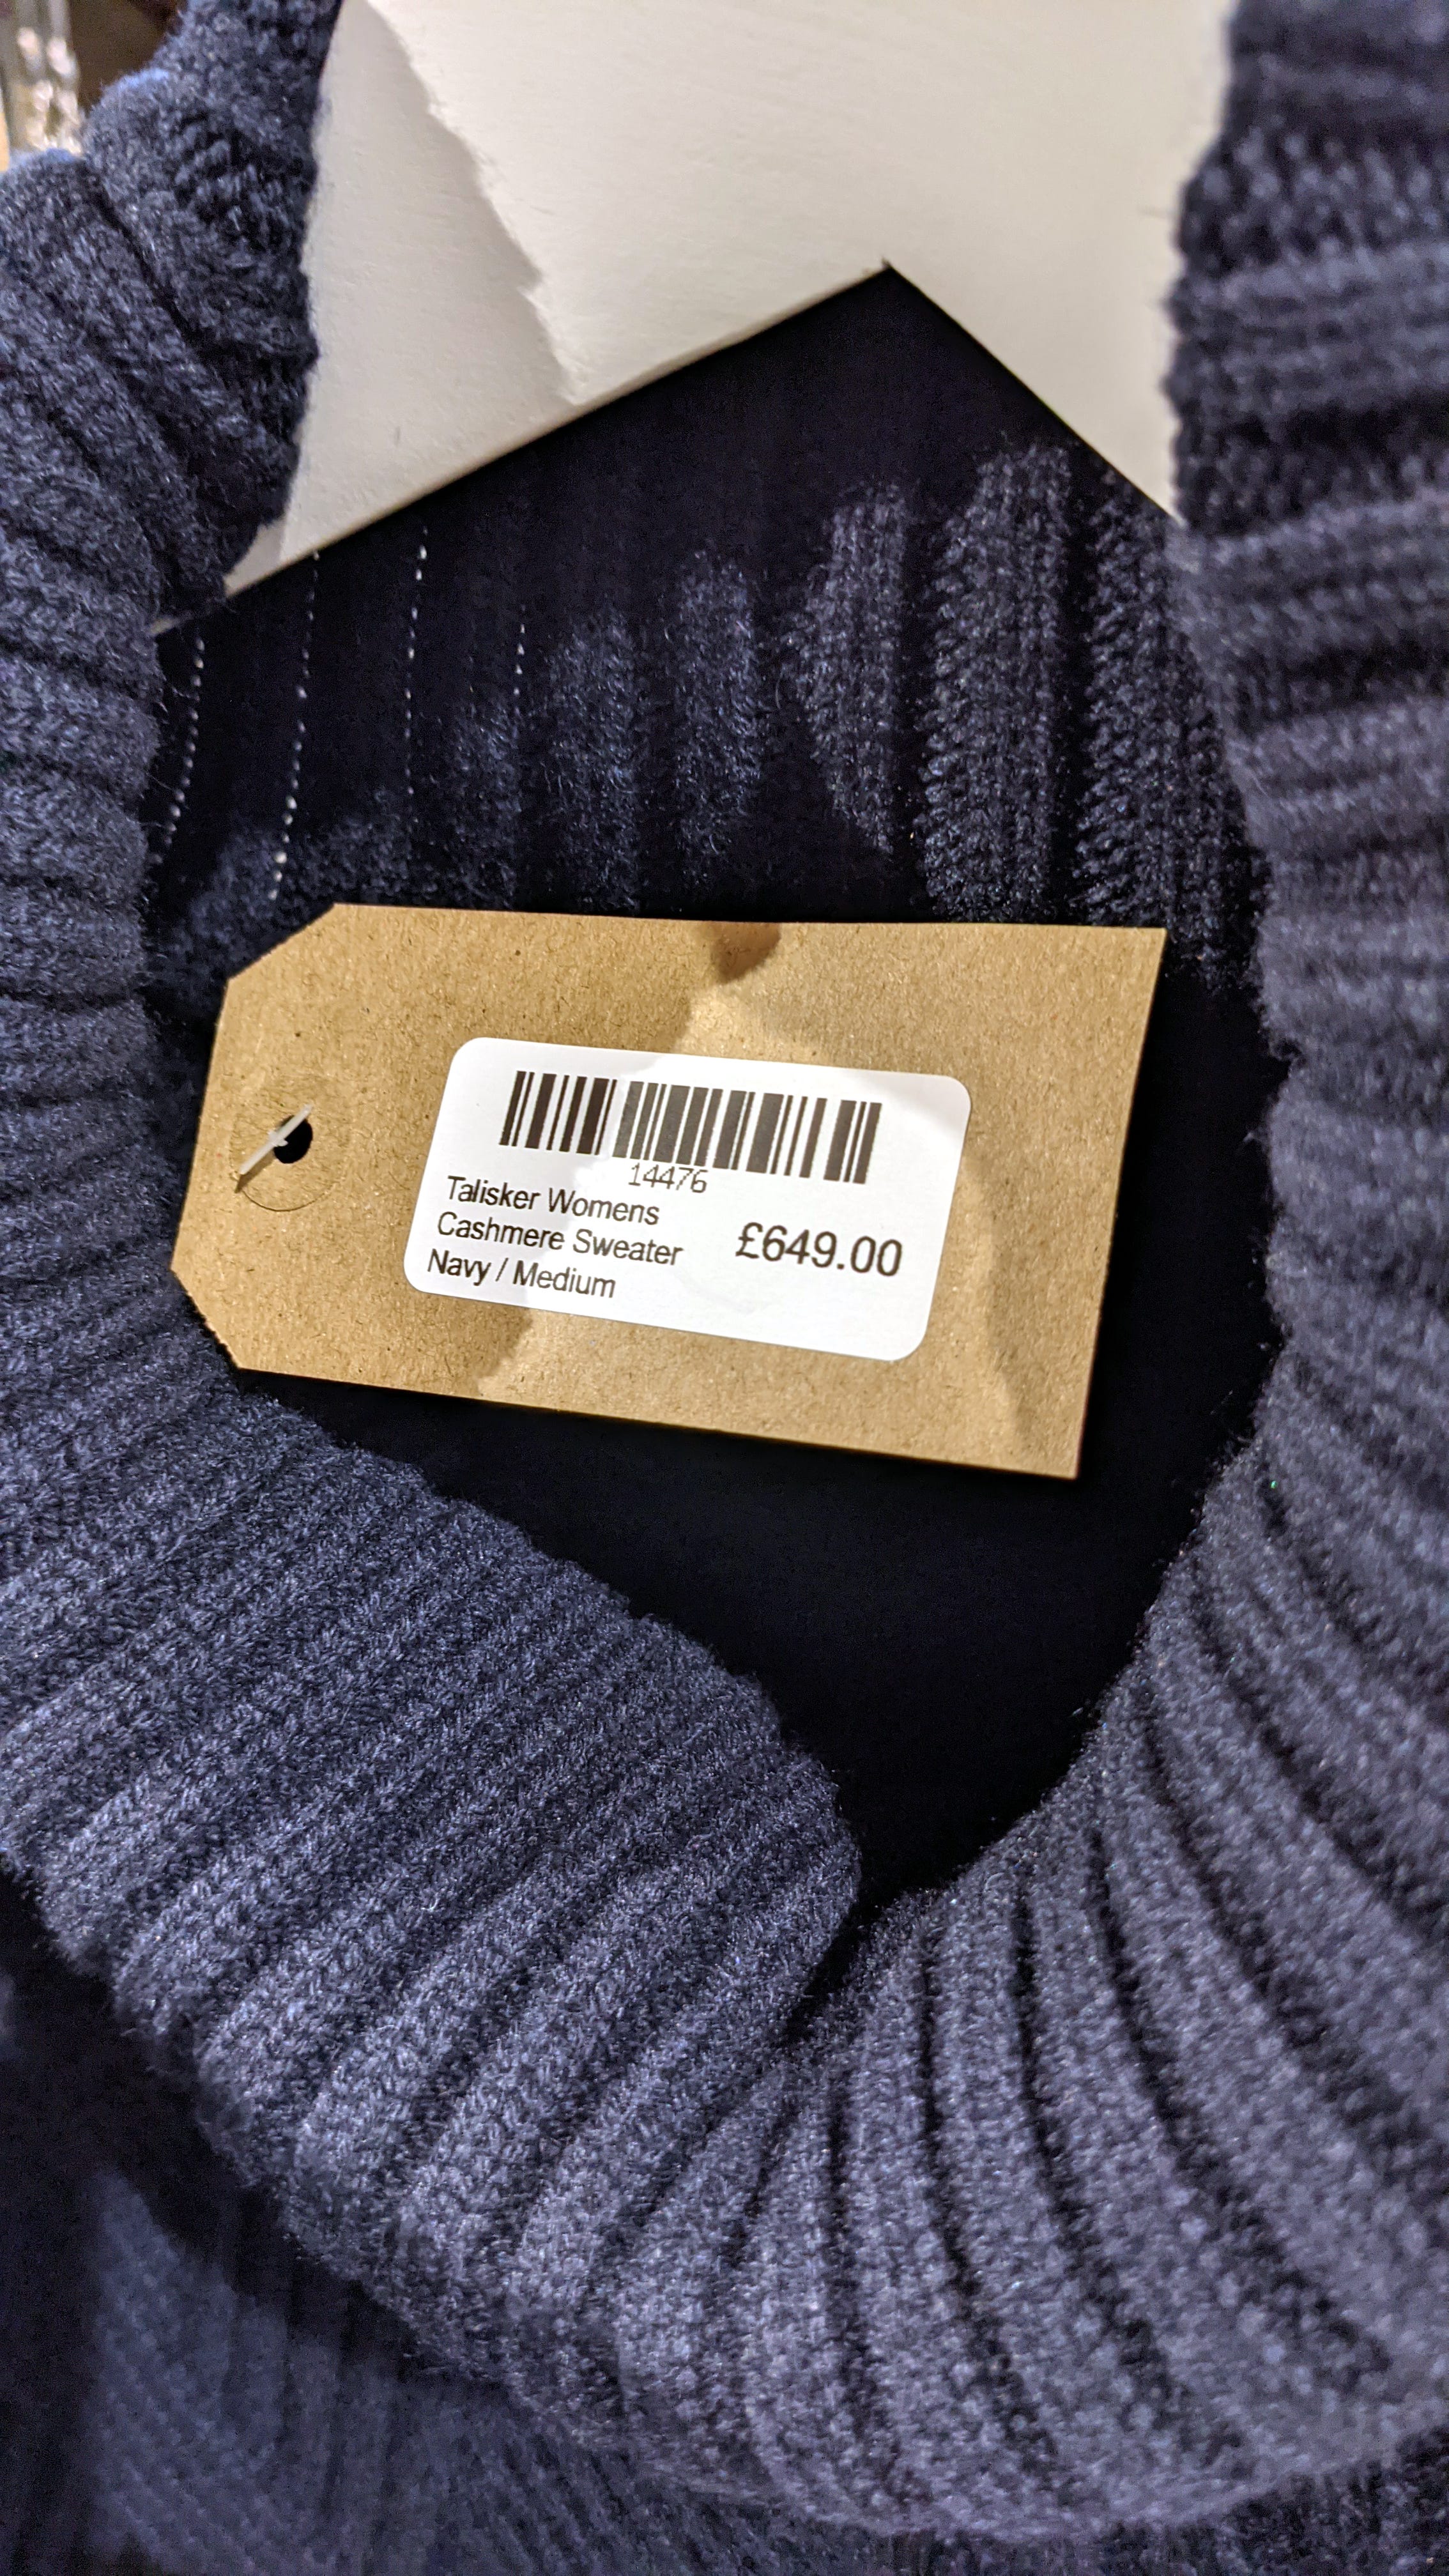 14476
Talisker Womens
Cashmere Sweater
Navy / Medium
£649.00